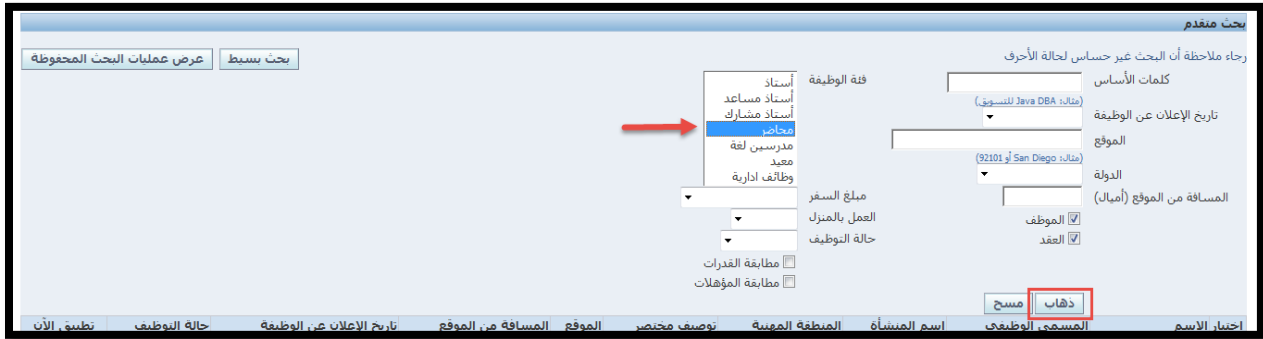 بحث متقدم
رجاء ملاحظة أن البحث غير حساس لحالة الأحرف
بحث بسيط
عرض عمليات البحث المحفوظة
كلمات الأساس
(مثال: Java DBA للتسويق)
تاريخ الإعلان عن الوظيفة
الموقع
(مثال: San Diego أو 92101)
الدولة
المسافة من الموقع (أميال)
الموظف
العقد
فئة الوظيفة
أستاذ
أستاذ مساعد
أستاذ مشارك
محاضر
مدرسين لغة
معيد
وظائف ادارية
مبلغ السفر
العمل بالمنزل
حالة التوظيف
مطابقة القدرات
مطابقة المؤهلات
ذهاب
مسح
اختيار الاسم المسمى الوظيفي اسم المنشأة المنطقة المهنية توصيف مختصر الموقع المسافة من الموقع تاريخ الإعلان عن الوظيفة حالة التوظيف تطبيق الآن